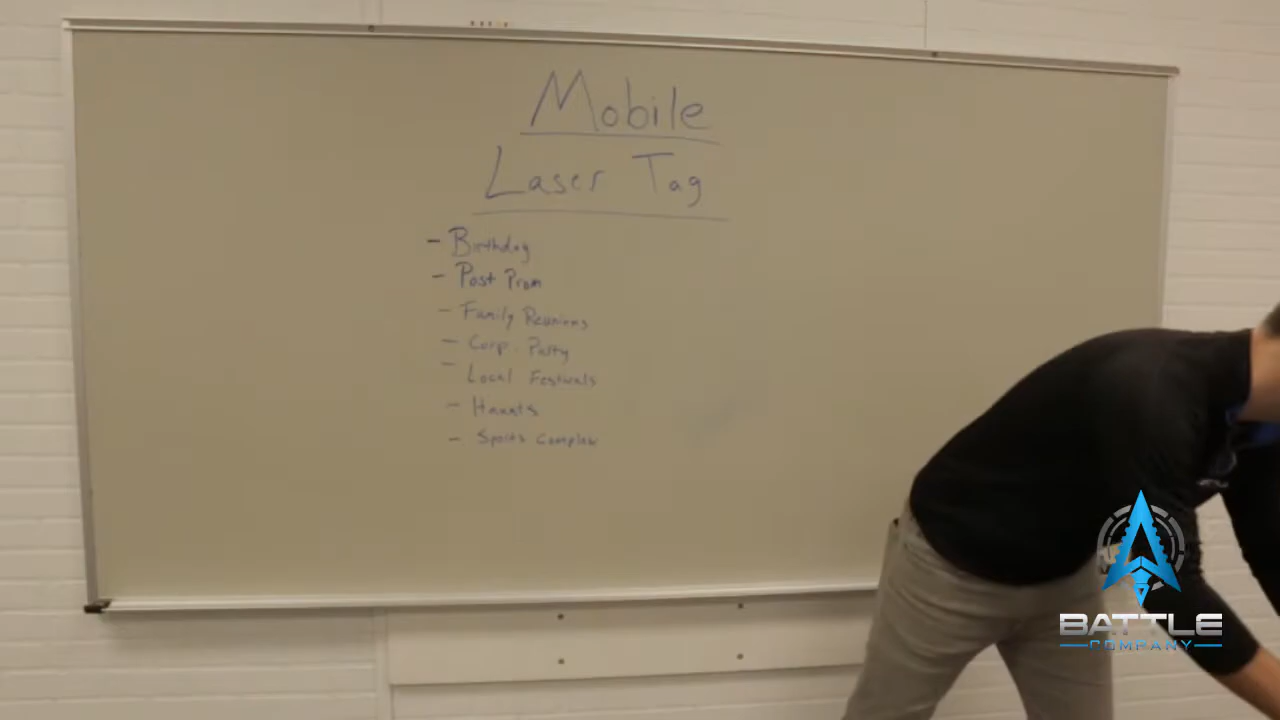 Mobile
Laser Tag
- Birthday
- Post Prom
- Family Reunions
- Corp. Party
- Local Festivals
- Haunts
- Sports Complex
BATTLE
COMPANY